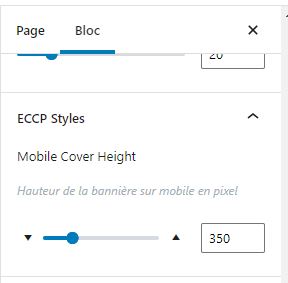 Page Bloc
20
ECCP Styles
Mobile Cover Height
Hauteur de la bannière sur mobile en pixel
350